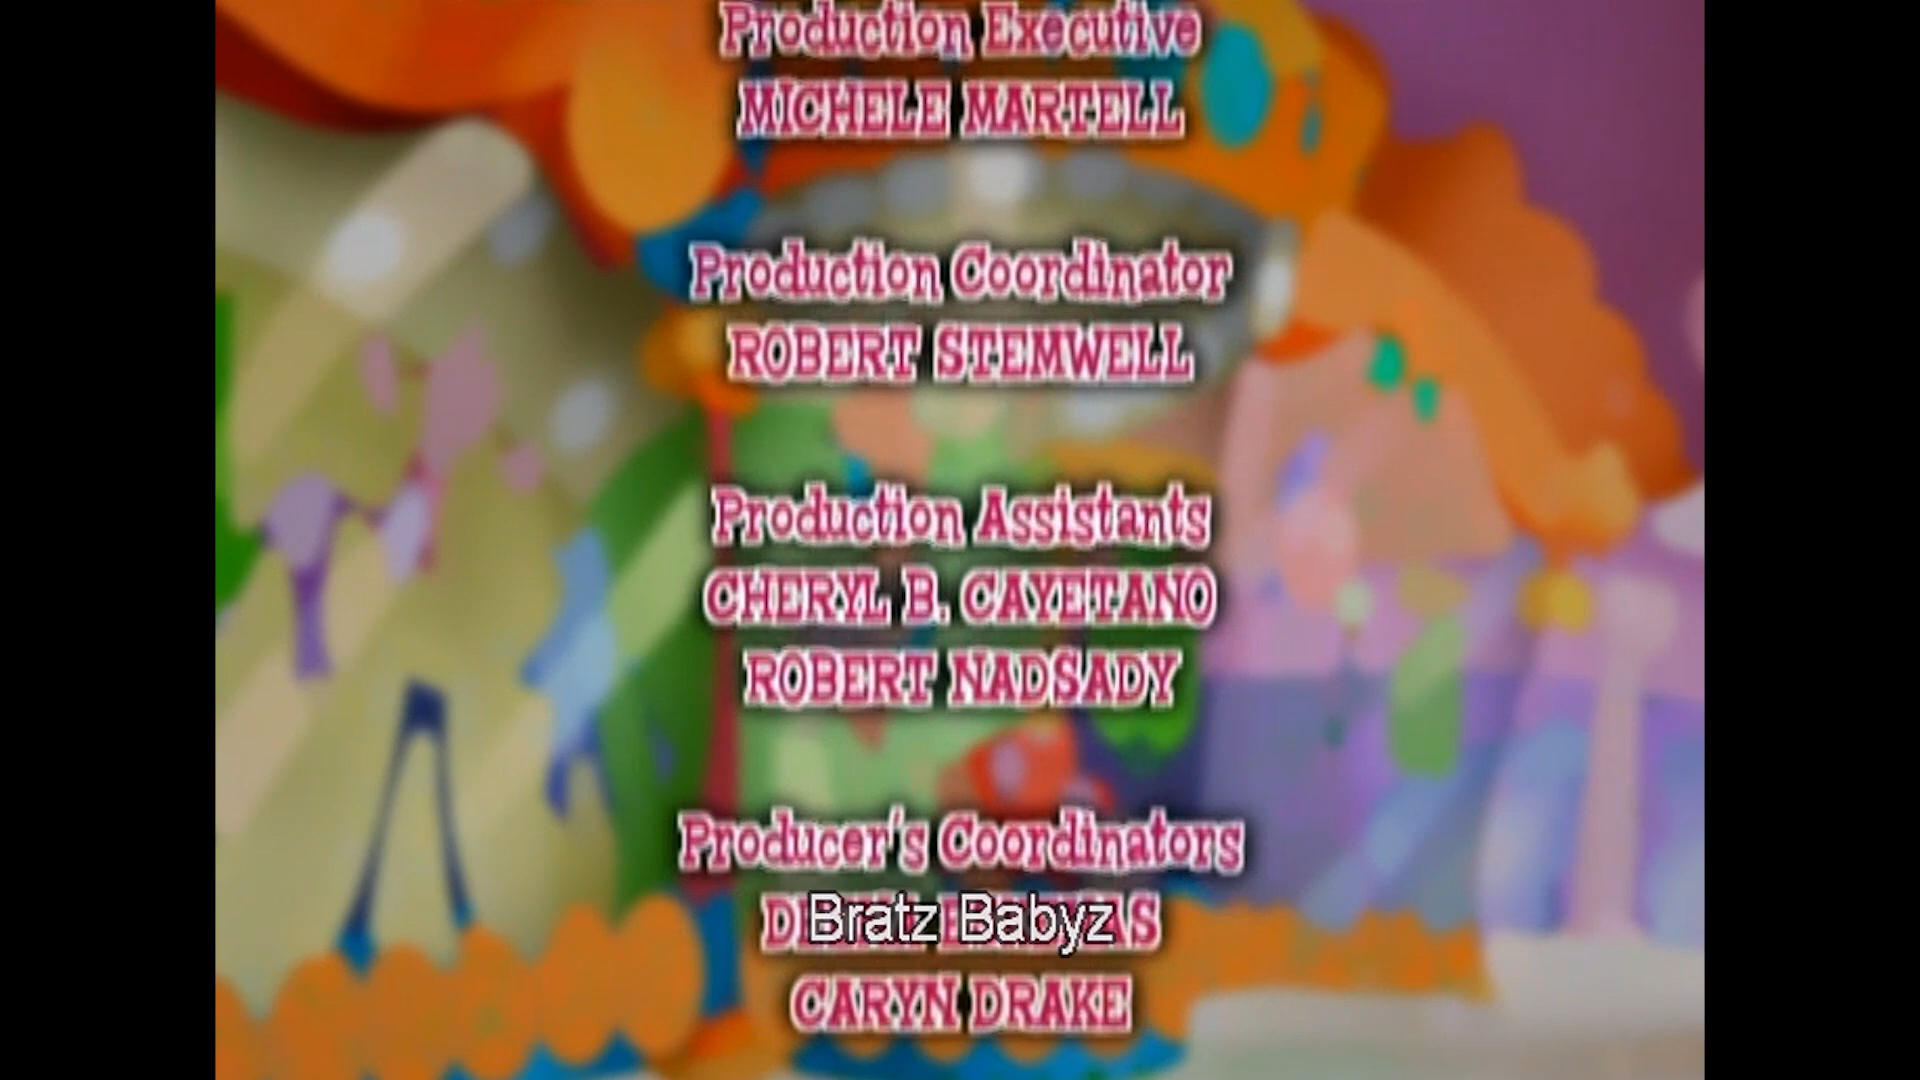 Production Executive
MICHELE MARTELL
Production Coordinator
ROBERT STEMWELL
Production Assistants
CHERYL B. CAYETANO
ROBERT NADSADY
Producer's Coordinators
Bratz Babyz
CARYN DRAKE